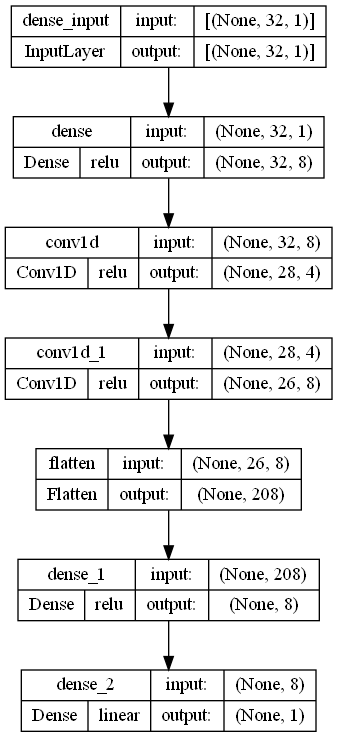 dense_input input: [(None, 32, 1)]
InputLayer output: [(None, 32, 1)]
dense input: (None, 32, 1)
Dense relu output: (None, 32, 8)
conv1d input: (None, 32, 8)
Conv1D relu output: (None, 28, 4)
conv1d_1 input: (None, 28, 4)
Conv1D relu output: (None, 26, 8)
flatten input: (None, 26, 8)
Flatten output: (None, 208)
dense_1 input: (None, 208)
Dense relu output: (None, 8)
dense_2 input: (None, 8)
Dense linear output: (None, 1)